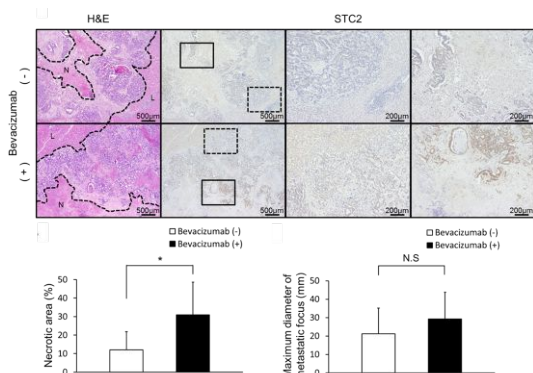 H&E STC2
Bevacizumab
( - )
( + )
N
L
500μm
500μm
200μm
200μm
L
N
500μm
500μm
200μm
200μm
Bevacizumab (-)
Bevacizumab (+)
*
Necrotic area (%)
50
40
30
20
10
0
Bevacizumab (-)
Bevacizumab (+)
N.S
Maximum diameter of
metastatic focus (mm)
50
40
30
20
10
0